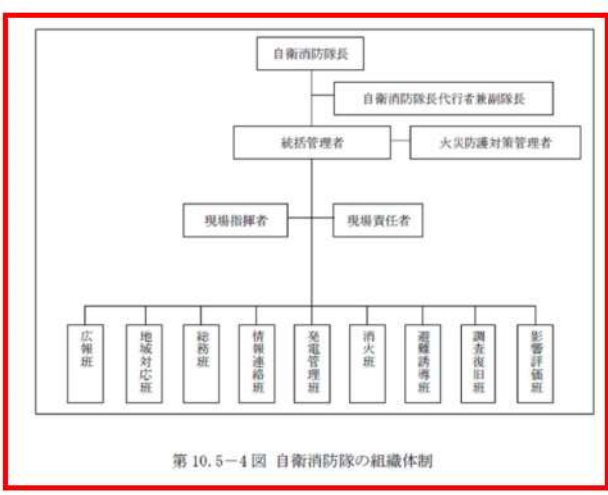 自衛消防隊長
自衛消防隊長代行者兼副隊長
統括管理者
火災防護対策管理者
現場指揮者
現場責任者
広報班
地域対応班
総務班
情報連絡班
発電管理班
消火班
避難誘導班
調査復旧班
影響評価班
第 10.5－4図 自衛消防隊の組織体制